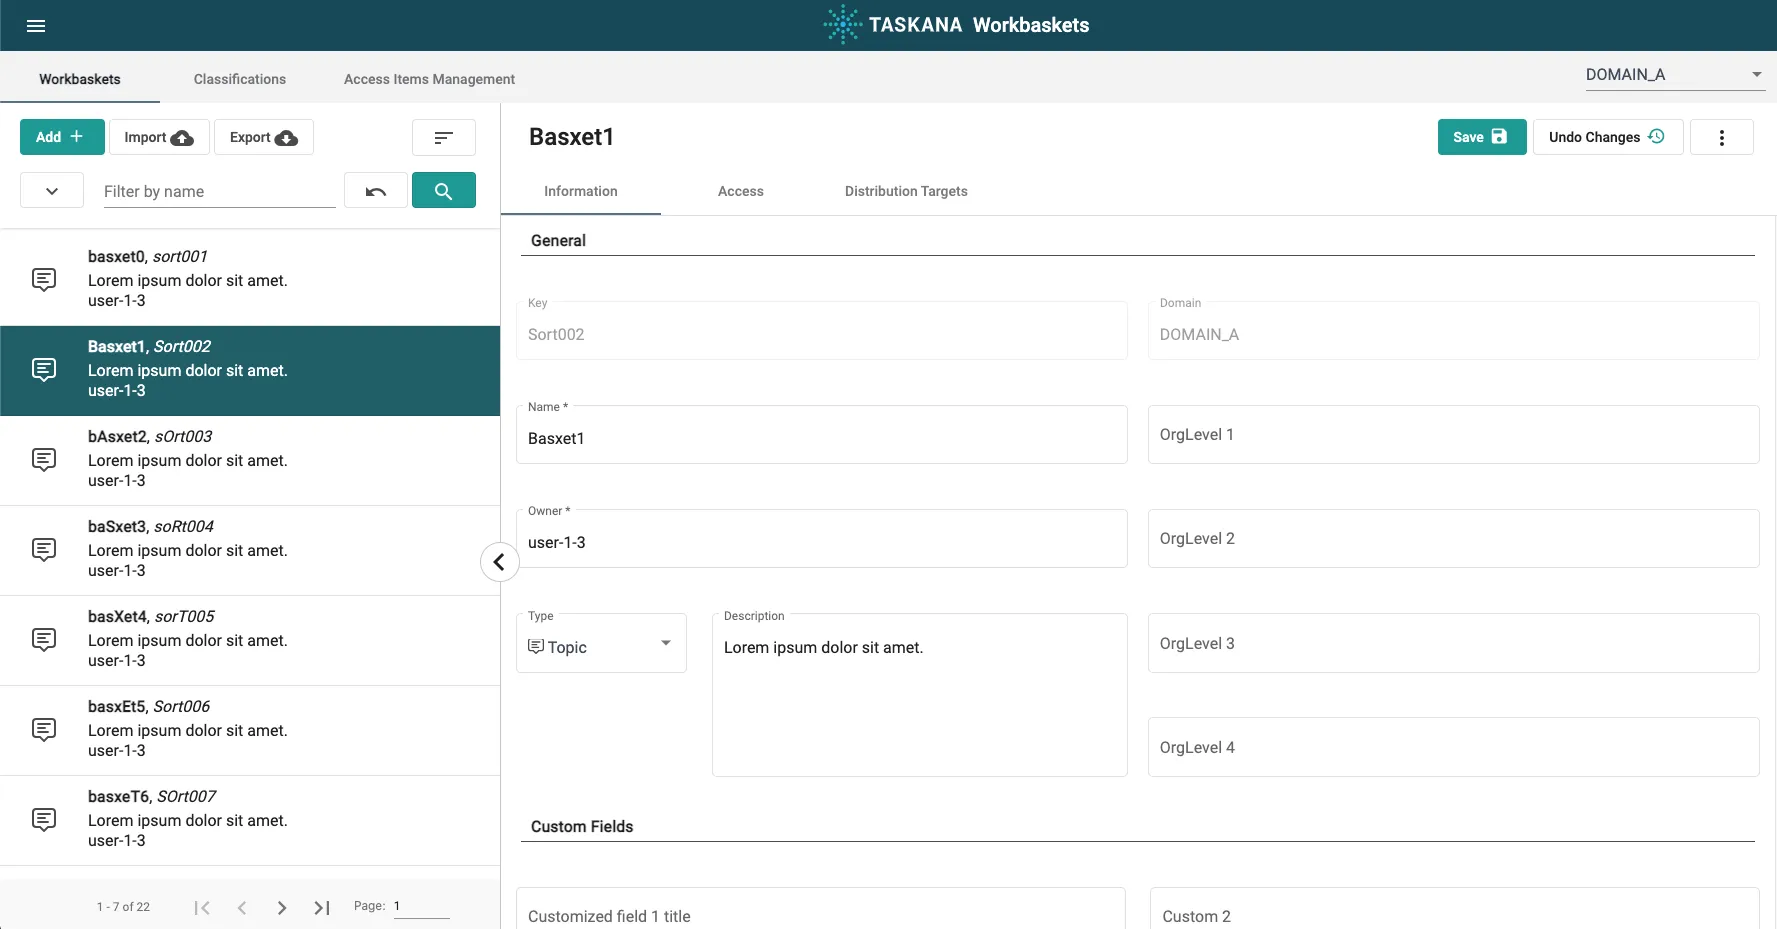 TASKANA Workbaskets
Workbaskets Classifications Access Items Management DOMAIN_A
Add Import Export
Filter by name
basxet0, sort001
Lorem ipsum dolor sit amet.
user-1-3
Basxet1, Sort002
Lorem ipsum dolor sit amet.
user-1-3
bAsxet2, sOrt003
Lorem ipsum dolor sit amet.
user-1-3
baSxet3, soRt004
Lorem ipsum dolor sit amet.
user-1-3
basXet4, sorT005
Lorem ipsum dolor sit amet.
user-1-3
basxEt5, Sort006
Lorem ipsum dolor sit amet.
user-1-3
basxeT6, SOrt007
Lorem ipsum dolor sit amet.
user-1-3
1 - 7 of 22 Page: 1
Basxet1 Save Undo Changes
Information Access Distribution Targets
General
Key
Sort002
Domain
DOMAIN_A
Name *
Basxet1
OrgLevel 1
Owner *
user-1-3
OrgLevel 2
Type
Topic
Description
Lorem ipsum dolor sit amet.
OrgLevel 3
OrgLevel 4
Custom Fields
Customized field 1 title
Custom 2